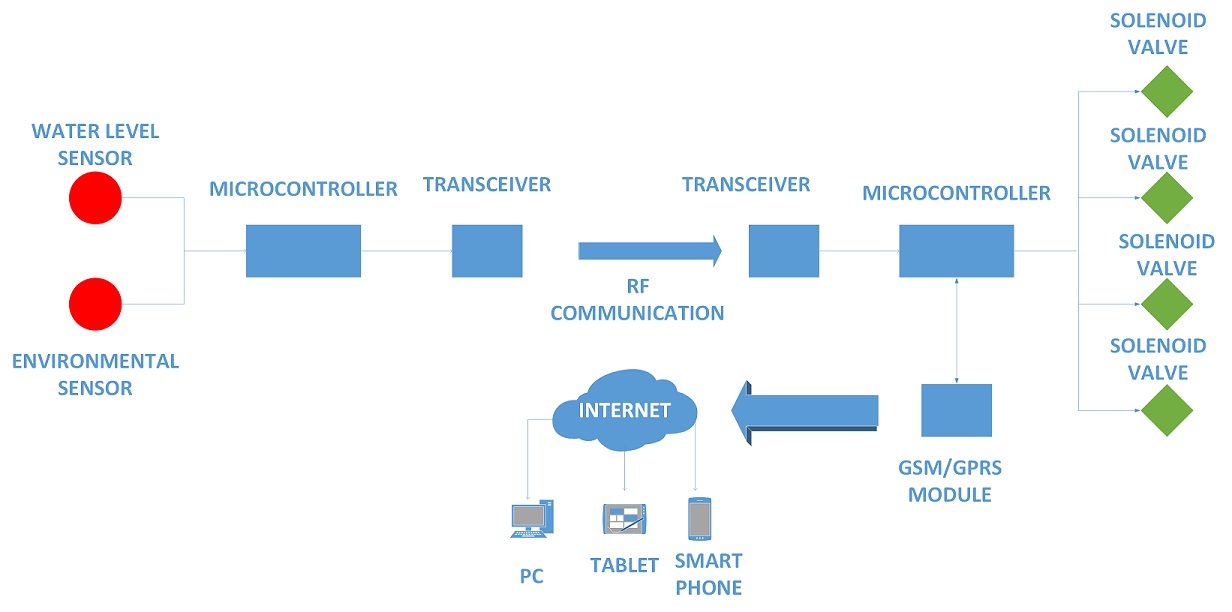 SOLENOID
VALVE
WATER LEVEL
SENSOR
SOLENOID
VALVE
MICROCONTROLLER
TRANSCEIVER
TRANSCEIVER
MICROCONTROLLER
SOLENOID
VALVE
RF
COMMUNICATION
ENVIRONMENTAL
SENSOR
SOLENOID
VALVE
INTERNET
GSM/GPRS
MODULE
PC
TABLET
SMART
PHONE